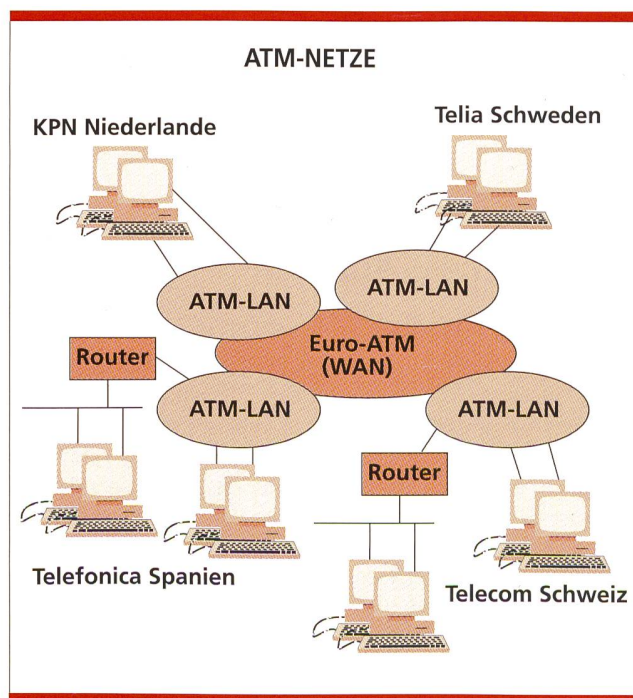 ATM-NETZE
KPN Niederlande
Telia Schweden
ATM-LAN
ATM-LAN
Euro-ATM
(WAN)
Router
ATM-LAN
ATM-LAN
Router
Telefonica Spanien
Telecom Schweiz